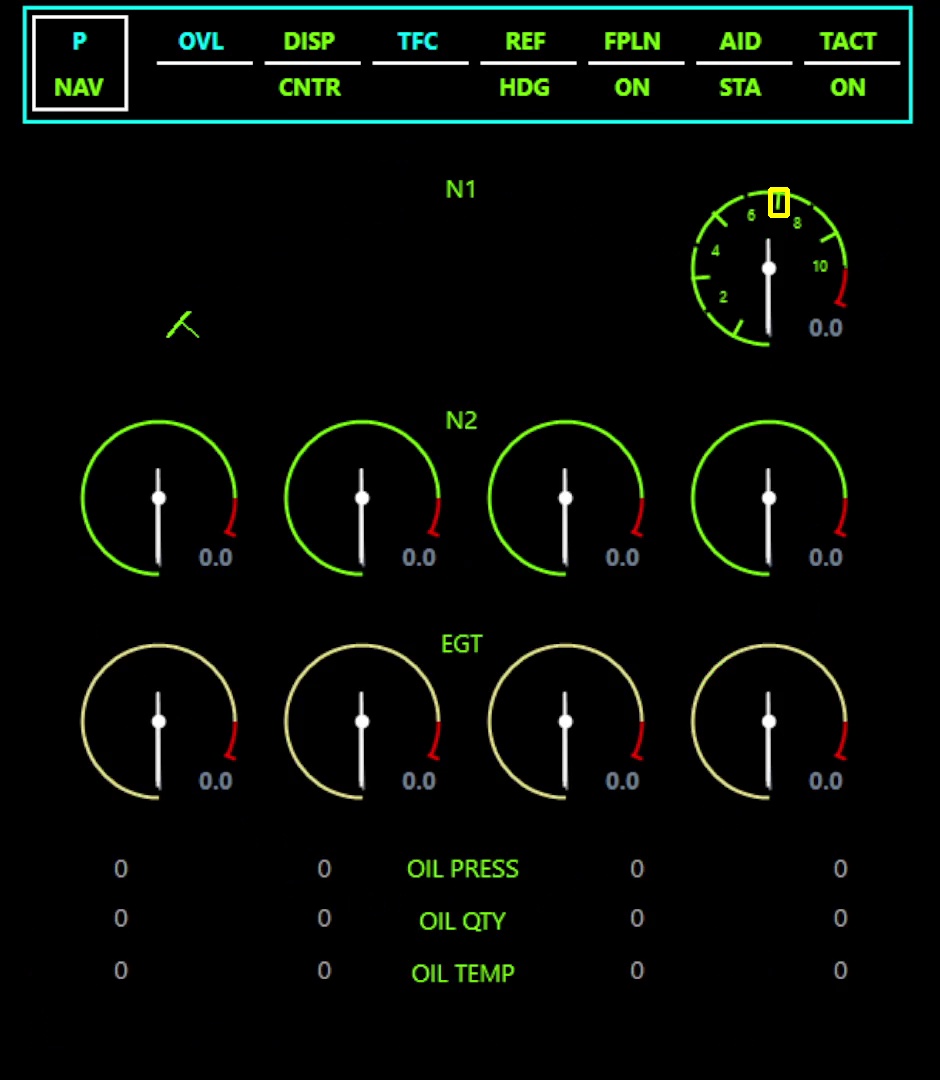 P OVL DISP TFC REF FPLN AID TACT
NAV CNTR HDG ON STA ON
N1
6 8
4 10
2
0.0
N2
0.0 0.0 0.0 0.0
EGT
0.0 0.0 0.0 0.0
0 0 OIL PRESS 0 0
0 0 OIL QTY 0 0
0 0 OIL TEMP 0 0